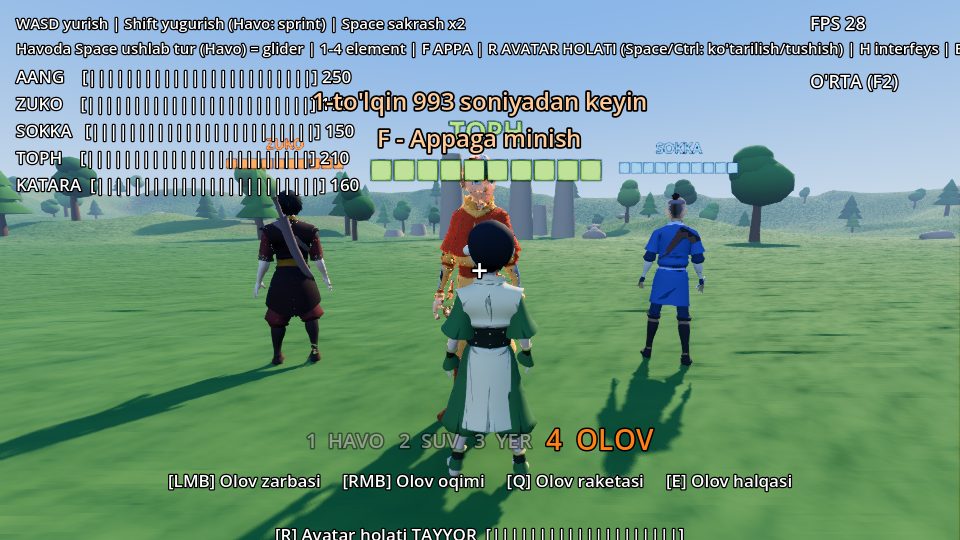 WASD yurish | Shift yugurish (Havo: sprint) | Space sakrash x2
FPS 28
Havoda Space ushlab tur (Havo) = glider | 1-4 element | F APPA | R AVATAR HOLATI (Space/Ctrl: ko'tarilish/tushish) | H interfeys |
O'RTA (F2)
AANG 250
ZUKO
SOKKA 150
TOPH 210
KATARA 160
1-to'lqin 993 soniyadan keyin
TOPH
F - Appaga minish
ZUKO
SOKKA
1 HAVO 2 SUV 3 YER 4 OLOV
[LMB] Olov zarbasi [RMB] Olov oqimi [Q] Olov raketasi [E] Olov halqasi
[R] Avatar holati TAYYOR